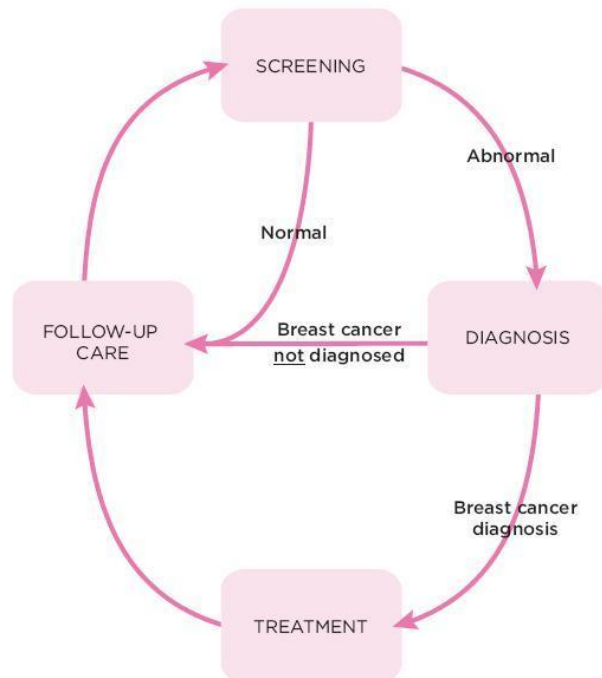 SCREENING
Abnormal
Normal
FOLLOW-UP
CARE
Breast cancer
not diagnosed
DIAGNOSIS
Breast cancer
diagnosis
TREATMENT